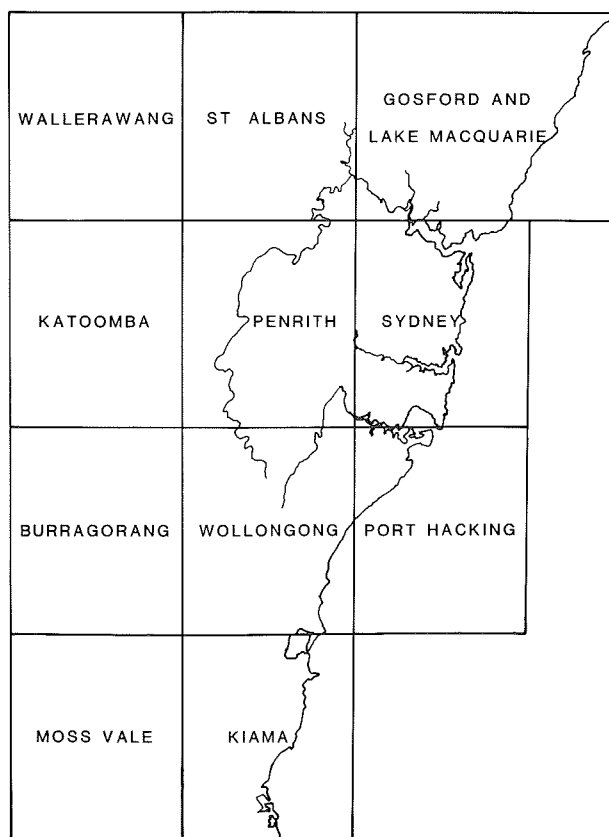 WALLERAWANG
ST ALBANS
GOSFORD AND
LAKE MACQUARIE
KATOOMBA
PENRITH
SYDNEY
BURRAGORANG
WOLLONGONG
PORT HACKING
MOSS VALE
KIAMA